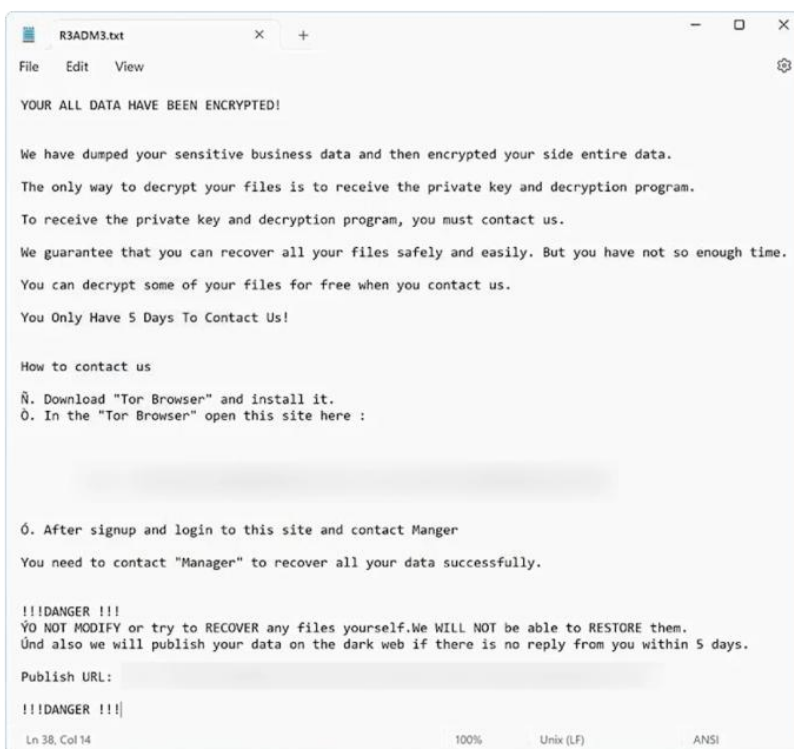 R3ADM3.txt
File Edit View
YOUR ALL DATA HAVE BEEN ENCRYPTED!
We have dumped your sensitive business data and then encrypted your side entire data.
The only way to decrypt your files is to receive the private key and decryption program.
To receive the private key and decryption program, you must contact us.
We guarantee that you can recover all your files safely and easily. But you have not so enough time.
You can decrypt some of your files for free when you contact us.
You Only Have 5 Days To Contact Us!
How to contact us
Ñ. Download "Tor Browser" and install it.
Ò. In the "Tor Browser" open this site here :
Ó. After signup and login to this site and contact Manger
You need to contact "Manager" to recover all your data successfully.
!!!DANGER !!!
ÝO NOT MODIFY or try to RECOVER any files yourself.We WILL NOT be able to RESTORE them.
Únd also we will publish your data on the dark web if there is no reply from you within 5 days.
Publish URL:
!!!DANGER !!!
Ln 38, Col 14 100% Unix (LF) ANSI